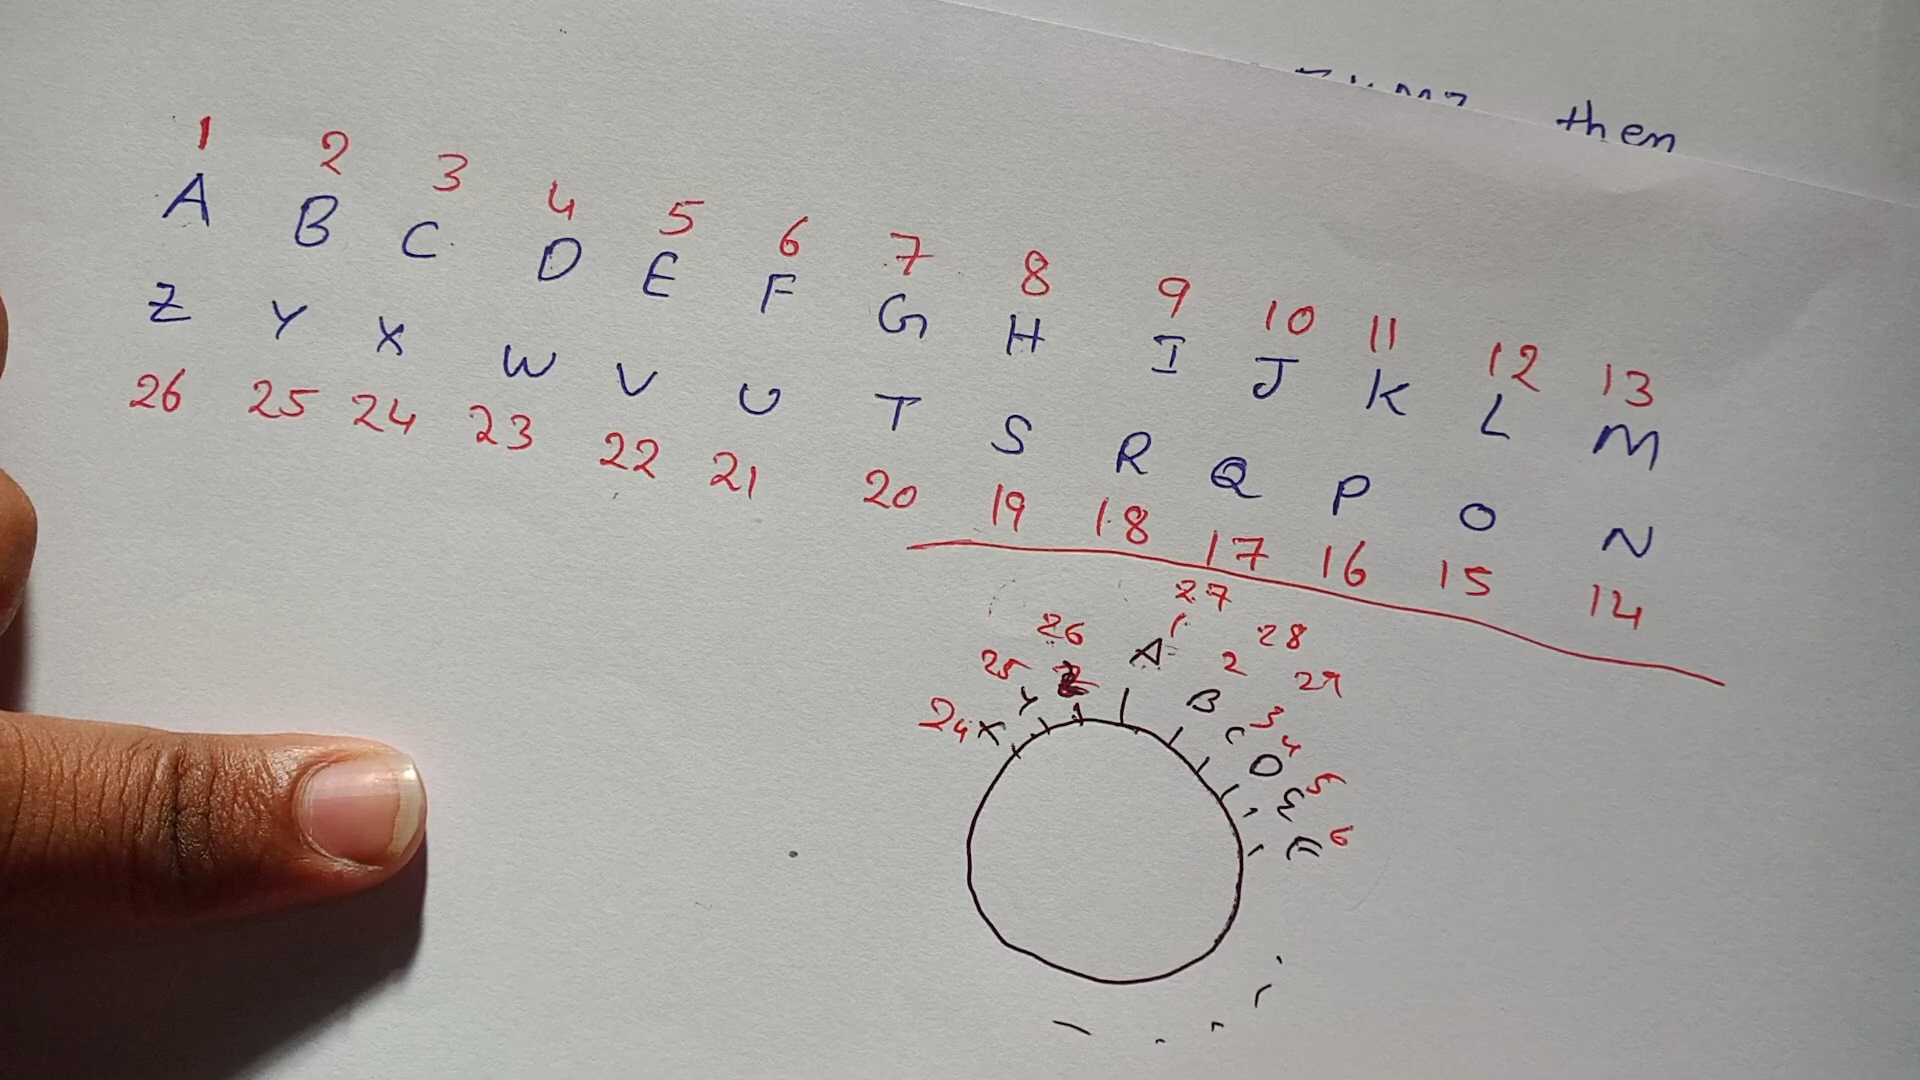 then
1 2 3 4 5 6 7 8 9 10 11 12 13
A B C D E F G H I J K L M
Z Y X W V U T S R Q P O N
26 25 24 23 22 21 20 19 18 17 16 15 14
27
26 1 28
25 Z A 2 29
24 X Y B 3
C 4
D 5
E 6
F